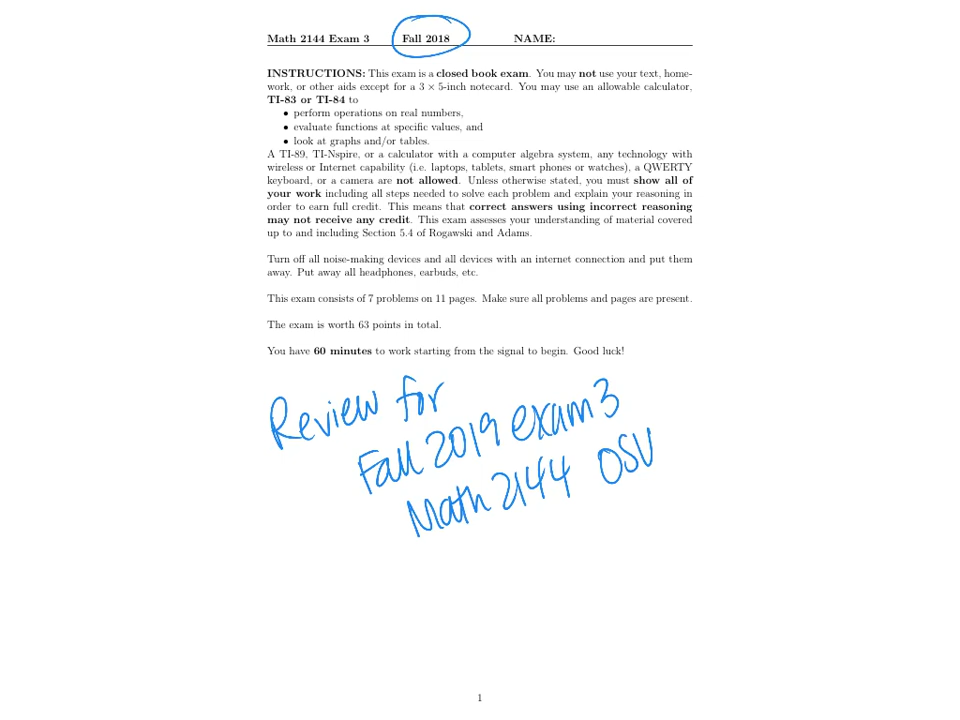 Math 2144 Exam 3 Fall 2018 NAME:
INSTRUCTIONS: This exam is a closed book exam. You may not use your text, home-
work, or other aids except for a 3 × 5-inch notecard. You may use an allowable calculator,
TI-83 or TI-84 to
• perform operations on real numbers,
• evaluate functions at specific values, and
• look at graphs and/or tables.
A TI-89, TI-Nspire, or a calculator with a computer algebra system, any technology with
wireless or Internet capability (i.e. laptops, tablets, smart phones or watches), a QWERTY
keyboard, or a camera are not allowed. Unless otherwise stated, you must show all of
your work including all steps needed to solve each problem and explain your reasoning in
order to earn full credit. This means that correct answers using incorrect reasoning
may not receive any credit. This exam assesses your understanding of material covered
up to and including Section 5.4 of Rogawski and Adams.
Turn off all noise-making devices and all devices with an internet connection and put them
away. Put away all headphones, earbuds, etc.
This exam consists of 7 problems on 11 pages. Make sure all problems and pages are present.
The exam is worth 63 points in total.
You have 60 minutes to work starting from the signal to begin. Good luck!
Review for
Fall 2019 exam 3
Math 2144 OSU
1